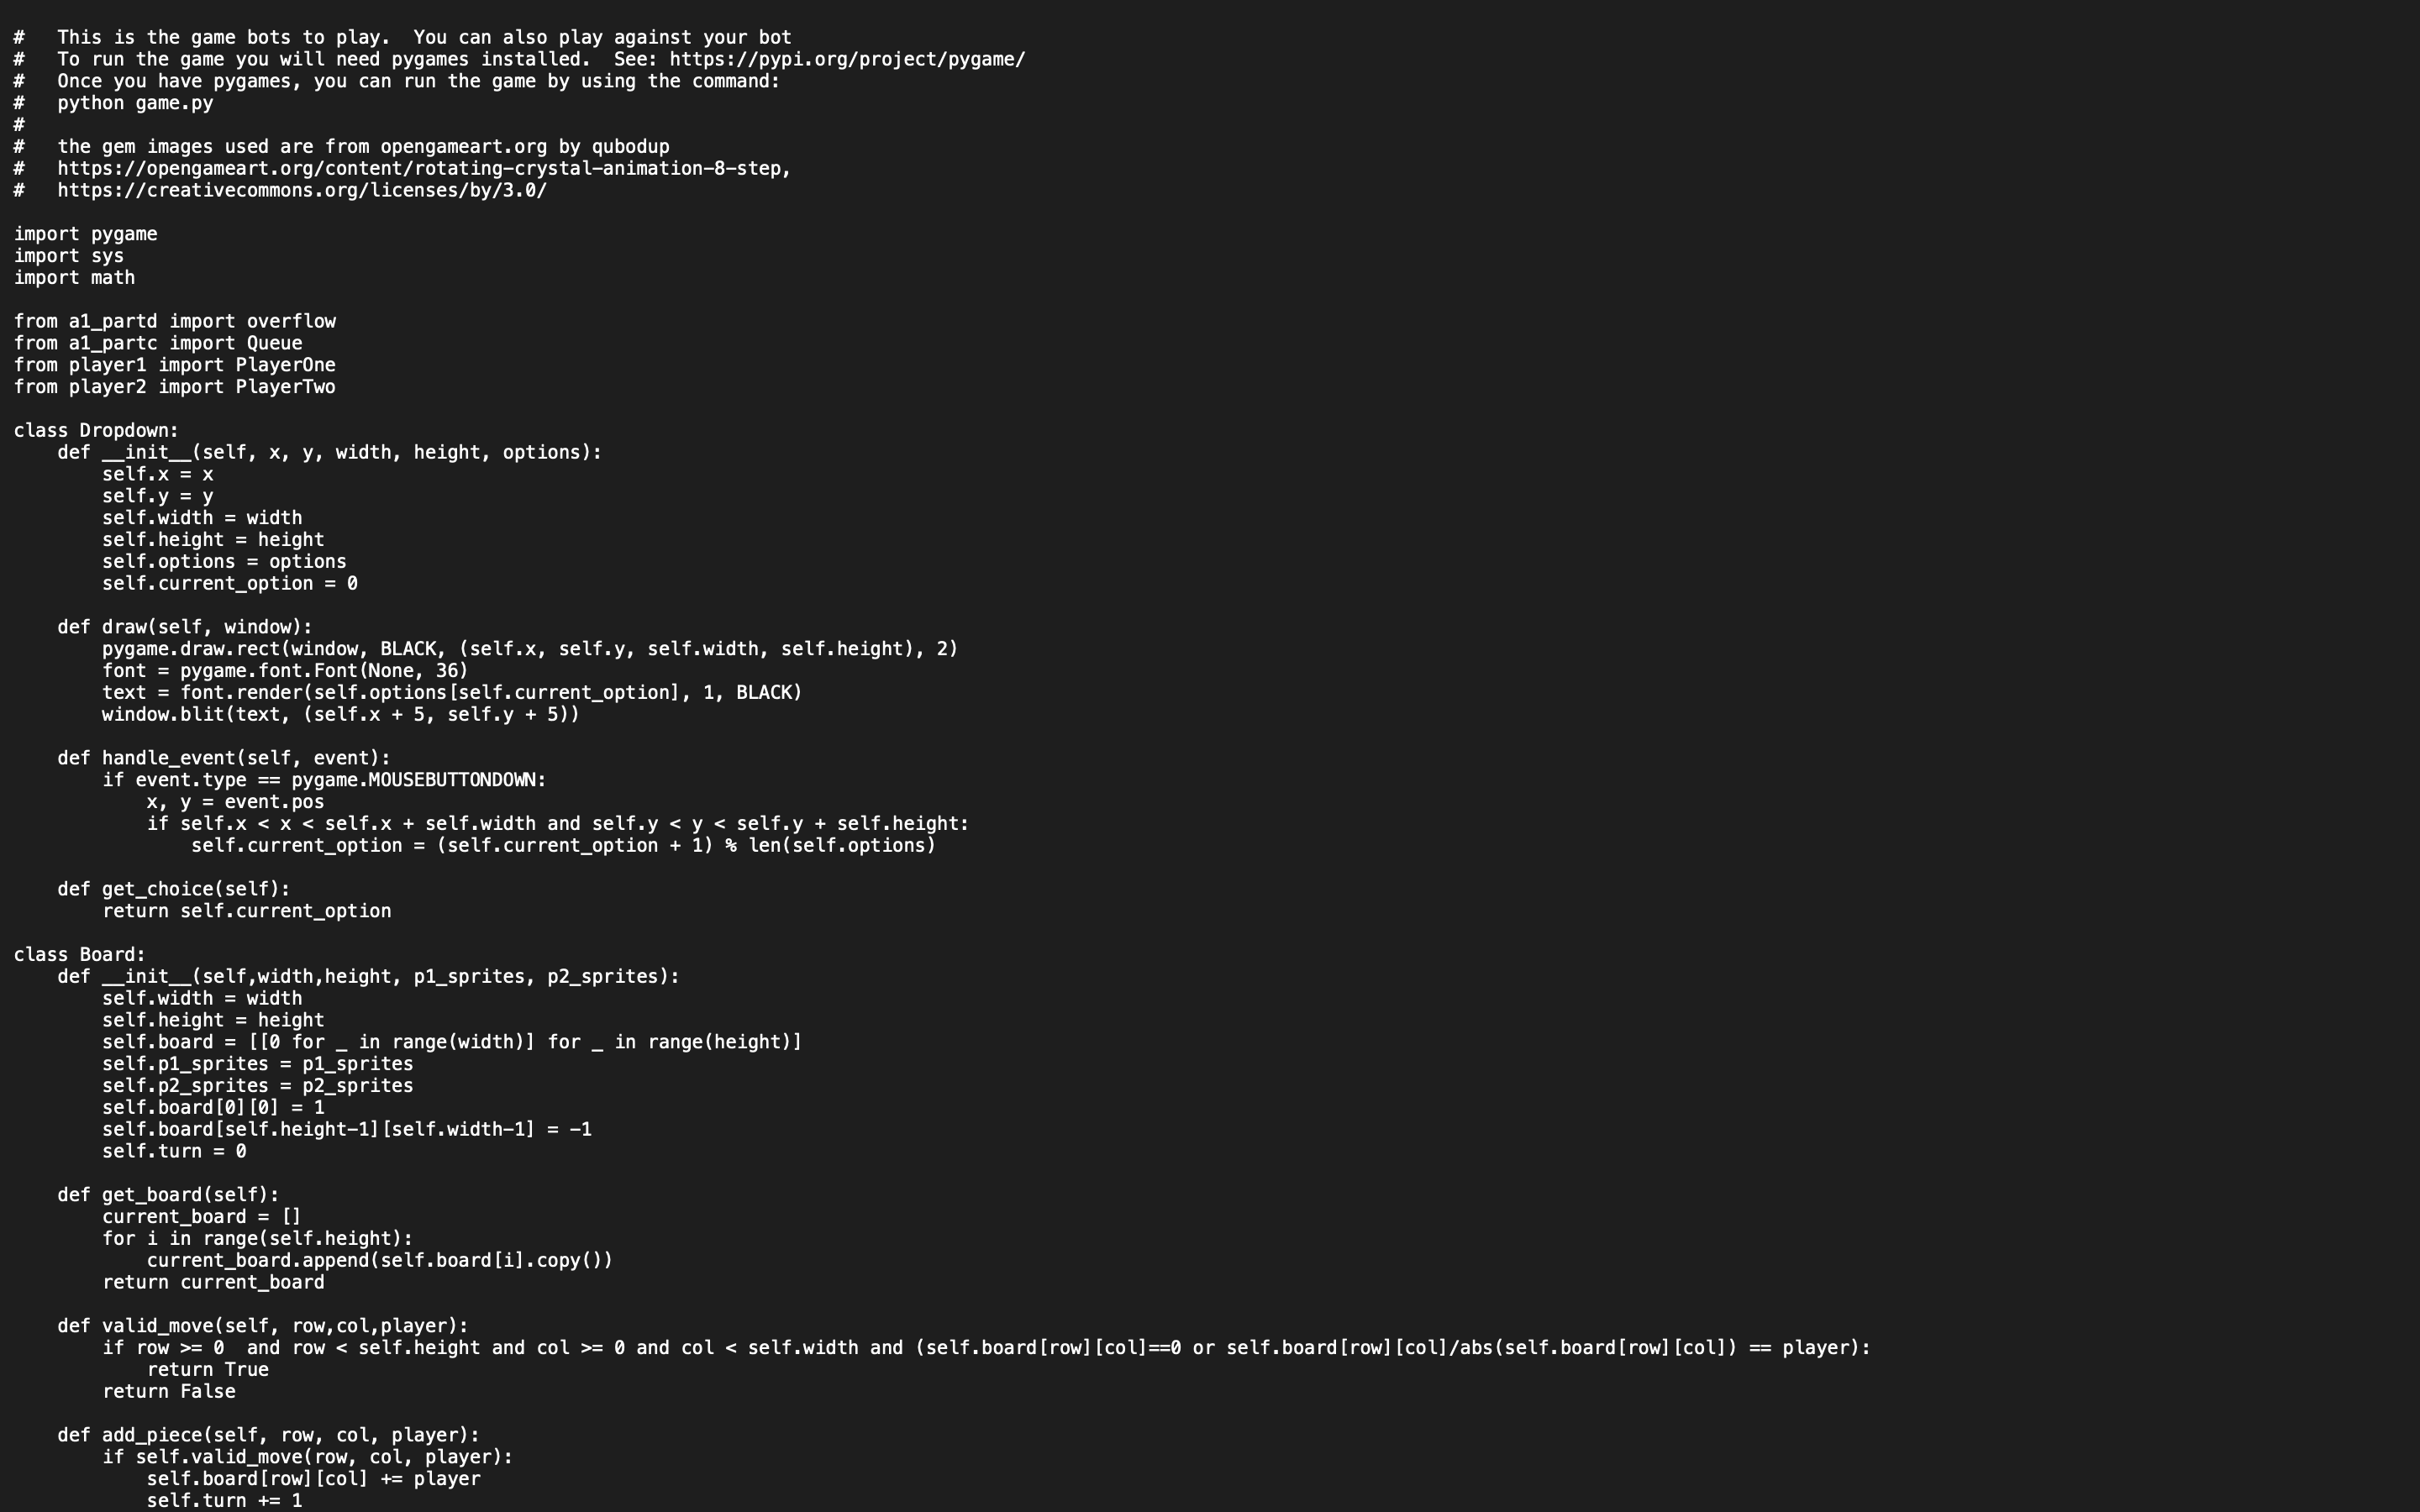 #   This is the game bots to play.  You can also play against your bot
#   To run the game you will need pygames installed.  See: https://pypi.org/project/pygame/
#   Once you have pygames, you can run the game by using the command:
#   python game.py
#
#   the gem images used are from opengameart.org by qubodup
#   https://opengameart.org/content/rotating-crystal-animation-8-step,
#   https://creativecommons.org/licenses/by/3.0/

import pygame
import sys
import math

from a1_partd import overflow
from a1_partc import Queue
from player1 import PlayerOne
from player2 import PlayerTwo

class Dropdown:
    def __init__(self, x, y, width, height, options):
        self.x = x
        self.y = y
        self.width = width
        self.height = height
        self.options = options
        self.current_option = 0

    def draw(self, window):
        pygame.draw.rect(window, BLACK, (self.x, self.y, self.width, self.height), 2)
        font = pygame.font.Font(None, 36)
        text = font.render(self.options[self.current_option], 1, BLACK)
        window.blit(text, (self.x + 5, self.y + 5))

    def handle_event(self, event):
        if event.type == pygame.MOUSEBUTTONDOWN:
            x, y = event.pos
            if self.x < x < self.x + self.width and self.y < y < self.y + self.height:
                self.current_option = (self.current_option + 1) % len(self.options)

    def get_choice(self):
        return self.current_option

class Board:
    def __init__(self,width,height, p1_sprites, p2_sprites):
        self.width = width
        self.height = height
        self.board = [[0 for _ in range(width)] for _ in range(height)]
        self.p1_sprites = p1_sprites
        self.p2_sprites = p2_sprites
        self.board[0][0] = 1
        self.board[self.height-1][self.width-1] = -1
        self.turn = 0

    def get_board(self):
        current_board = []
        for i in range(self.height):
            current_board.append(self.board[i].copy())
        return current_board

    def valid_move(self, row,col,player):
        if row >= 0  and row < self.height and col >= 0 and col < self.width and (self.board[row][col]==0 or self.board[row][col]/abs(self.board[row][col]) == player):
            return True
        return False

    def add_piece(self, row, col, player):
        if self.valid_move(row, col, player):
            self.board[row][col] += player
            self.turn += 1